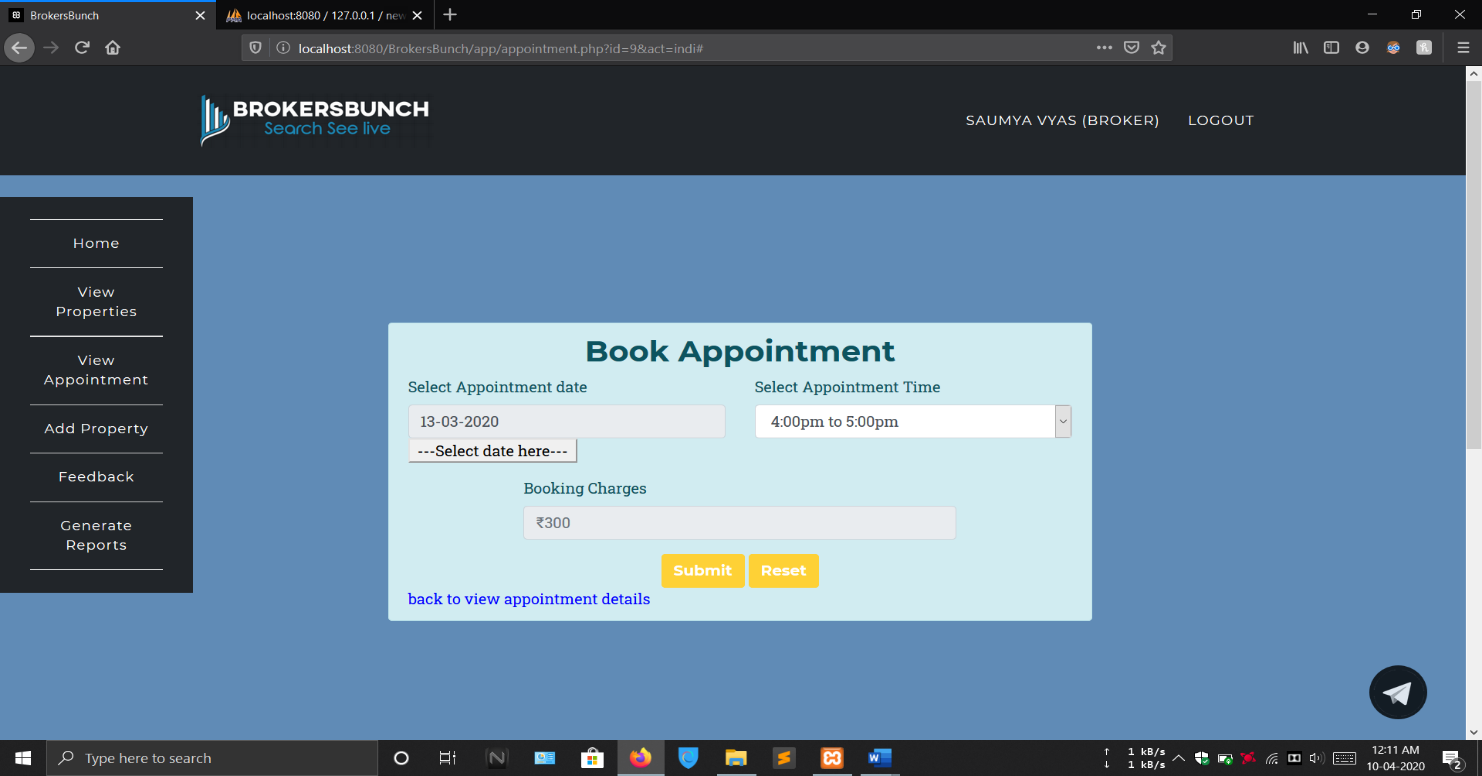 BrokersBunch
localhost:8080 / 127.0.0.1 / new
localhost:8080/BrokersBunch/app/appointment.php?id=9&act=indi#
BROKERSBUNCH
Search See live
SAUMYA VYAS (BROKER)
LOGOUT
Home
View
Properties
View
Appointment
Add Property
Feedback
Generate
Reports
Book Appointment
Select Appointment date
Select Appointment Time
13-03-2020
4:00pm to 5:00pm
---Select date here---
Booking Charges
₹300
Submit
Reset
back to view appointment details
Type here to search
1 kB/s
1 kB/s
12:11 AM
10-04-2020
2